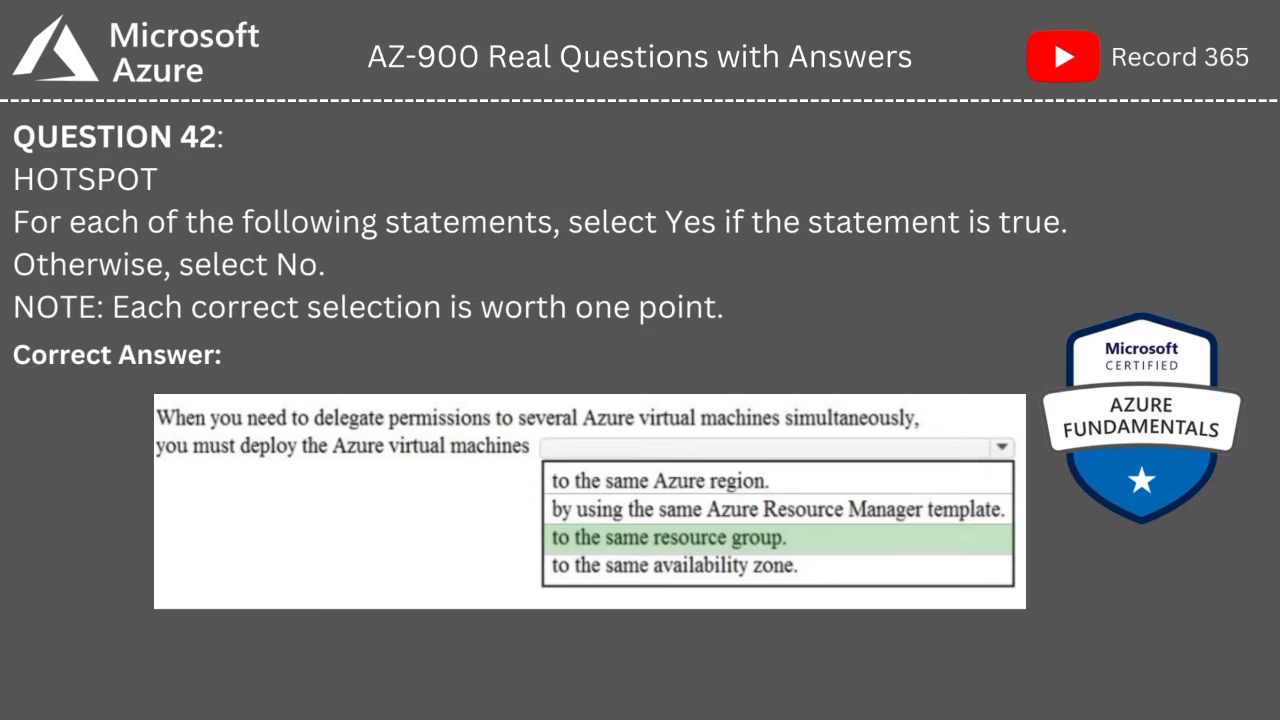 Microsoft
Azure
AZ-900 Real Questions with Answers
Record 365
QUESTION 42:
HOTSPOT
For each of the following statements, select Yes if the statement is true.
Otherwise, select No.
NOTE: Each correct selection is worth one point.
Correct Answer:
When you need to delegate permissions to several Azure virtual machines simultaneously,
you must deploy the Azure virtual machines
to the same Azure region.
by using the same Azure Resource Manager template.
to the same resource group.
to the same availability zone.
Microsoft
CERTIFIED
AZURE
FUNDAMENTALS